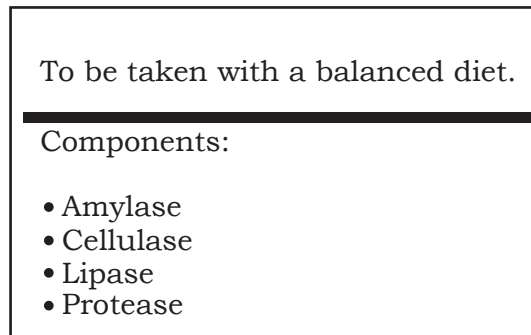 To be taken with a balanced diet.
Components:
• Amylase
• Cellulase
• Lipase
• Protease